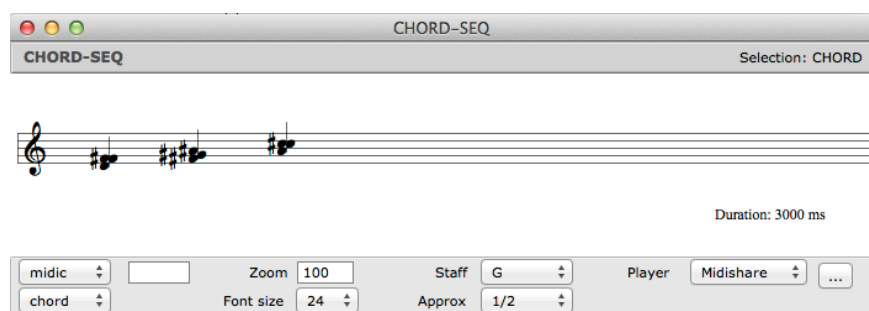 CHORD-SEQ
CHORD-SEQ Selection: CHORD
Duration: 3000 ms
midic Zoom 100 Staff G Player Midishare ...
chord Font size 24 Approx 1/2